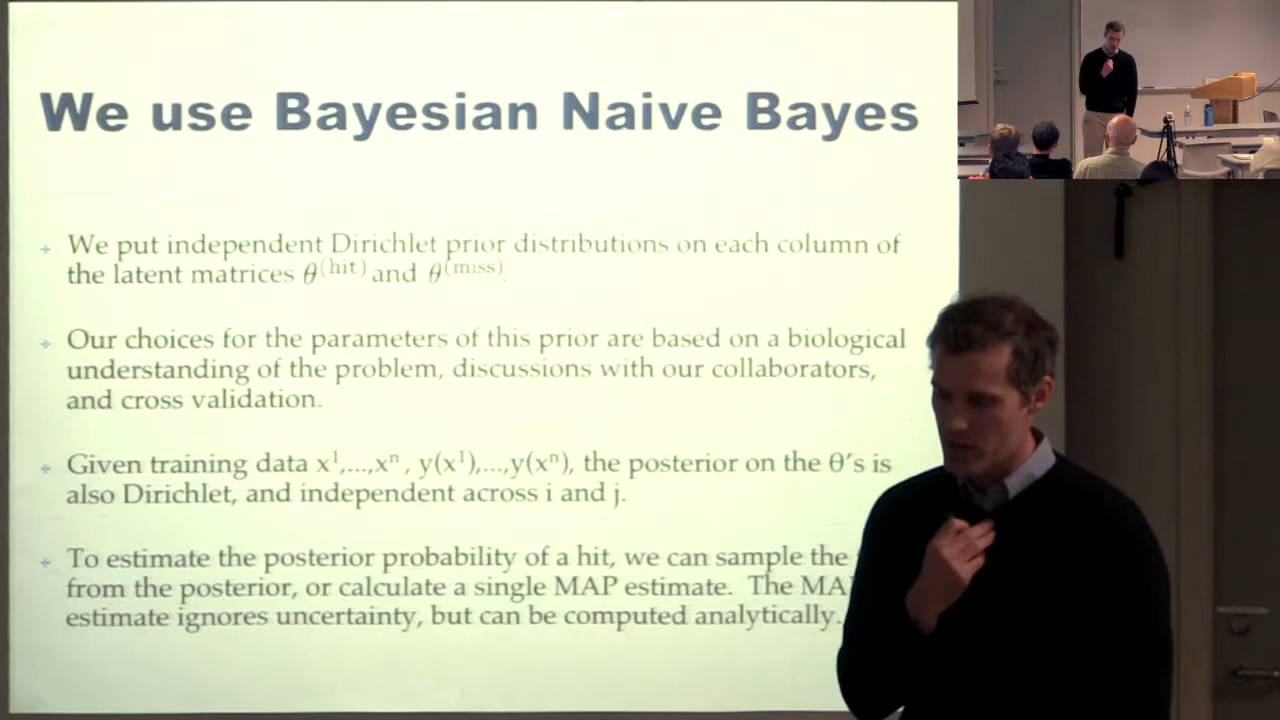 We use Bayesian Naive Bayes
We put independent Dirichlet prior distributions on each column of
the latent matrices θ(hit) and θ(miss).
Our choices for the parameters of this prior are based on a biological
understanding of the problem, discussions with our collaborators,
and cross validation.
Given training data x¹,...,xⁿ, y(x¹),...,y(xⁿ), the posterior on the θ's is
also Dirichlet, and independent across i and j.
To estimate the posterior probability of a hit, we can sample the
from the posterior, or calculate a single MAP estimate. The
estimate ignores uncertainty, but can be computed analytically.